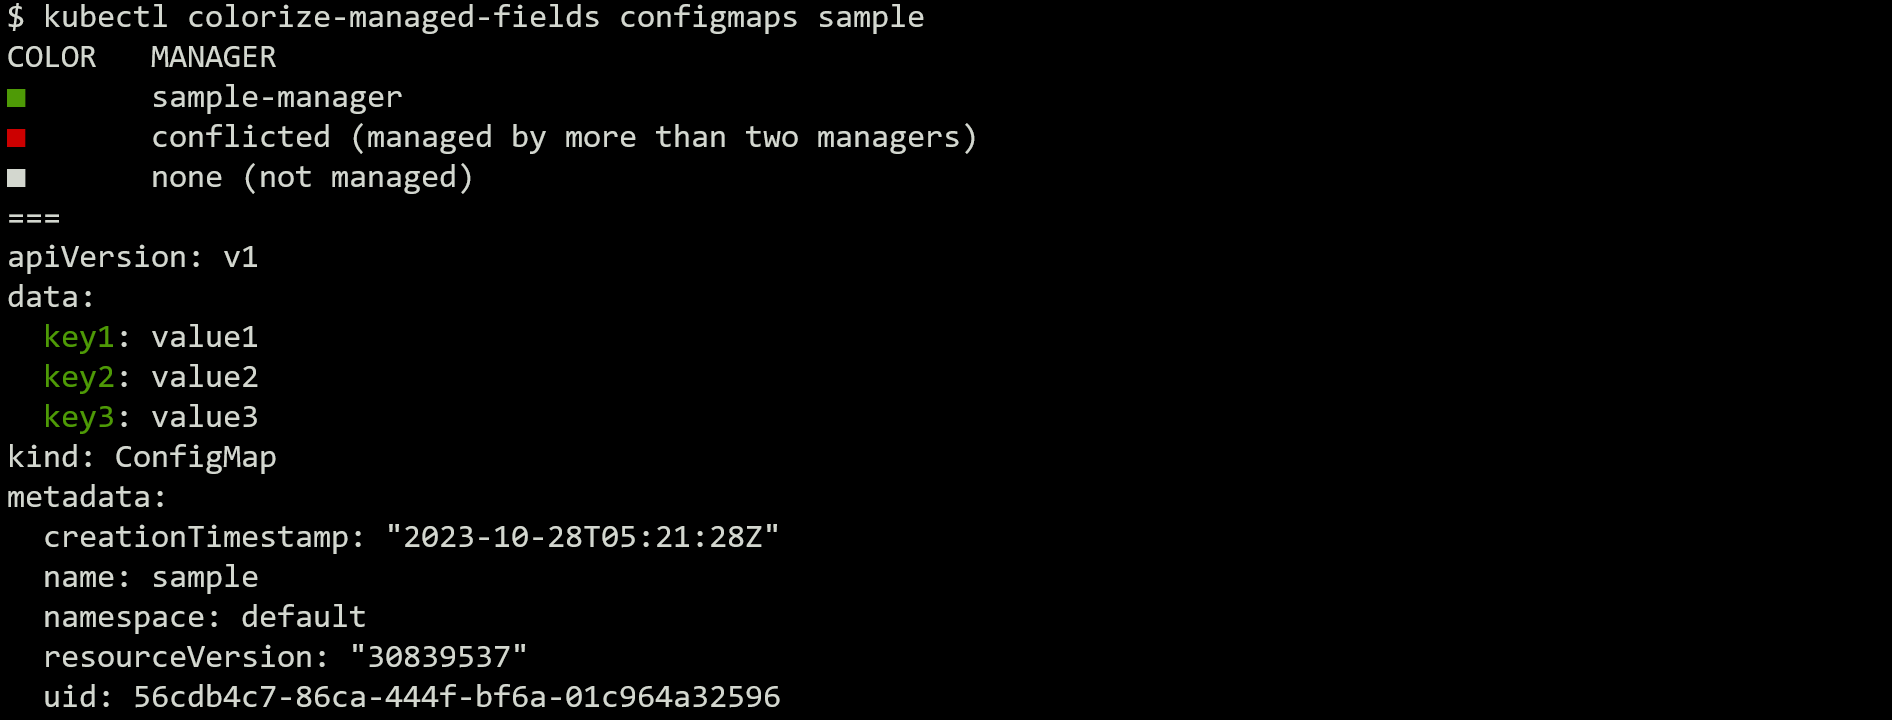 $ kubectl colorize-managed-fields configmaps sample
COLOR   MANAGER
sample-manager
conflicted (managed by more than two managers)
none (not managed)
===
apiVersion: v1
data:
  key1: value1
  key2: value2
  key3: value3
kind: ConfigMap
metadata:
  creationTimestamp: "2023-10-28T05:21:28Z"
  name: sample
  namespace: default
  resourceVersion: "30839537"
  uid: 56cdb4c7-86ca-444f-bf6a-01c964a32596